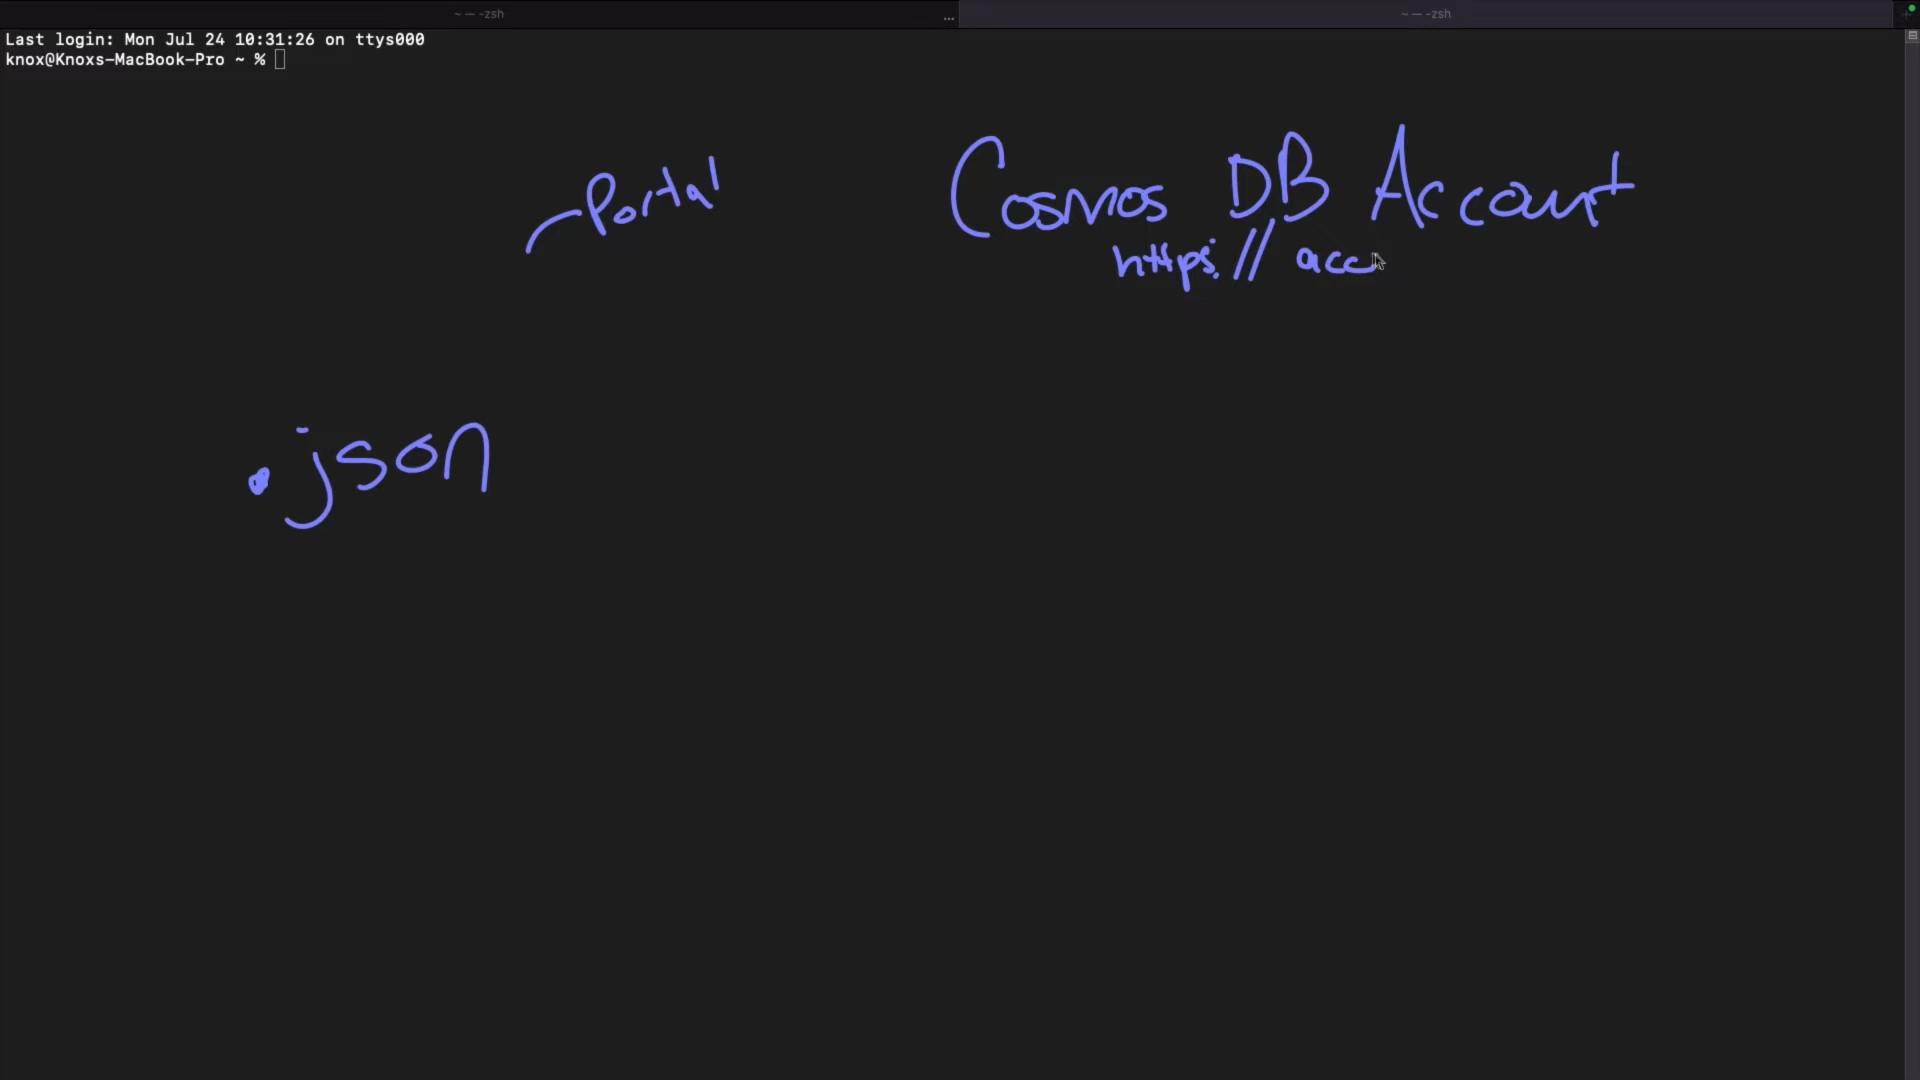 ~ — -zsh
... ~ — -zsh
Last login: Mon Jul 24 10:31:26 on ttys000
knox@Knoxs-MacBook-Pro ~ %
Portal
Cosmos DB Account
https:// acc
.json